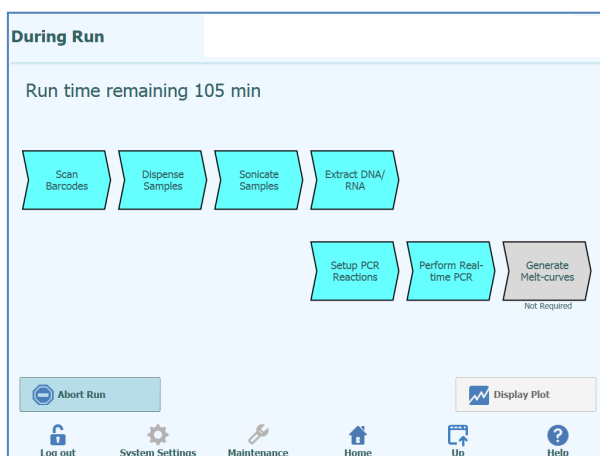 During Run
Run time remaining 105 min
Scan
Barcodes
Dispense
Samples
Sonicate
Samples
Extract DNA/
RNA
Setup PCR
Reactions
Perform Real-
time PCR
Generate
Melt-curves
Not Required
Abort Run
Display Plot
Log out
System Settings
Maintenance
Home
Up
Help